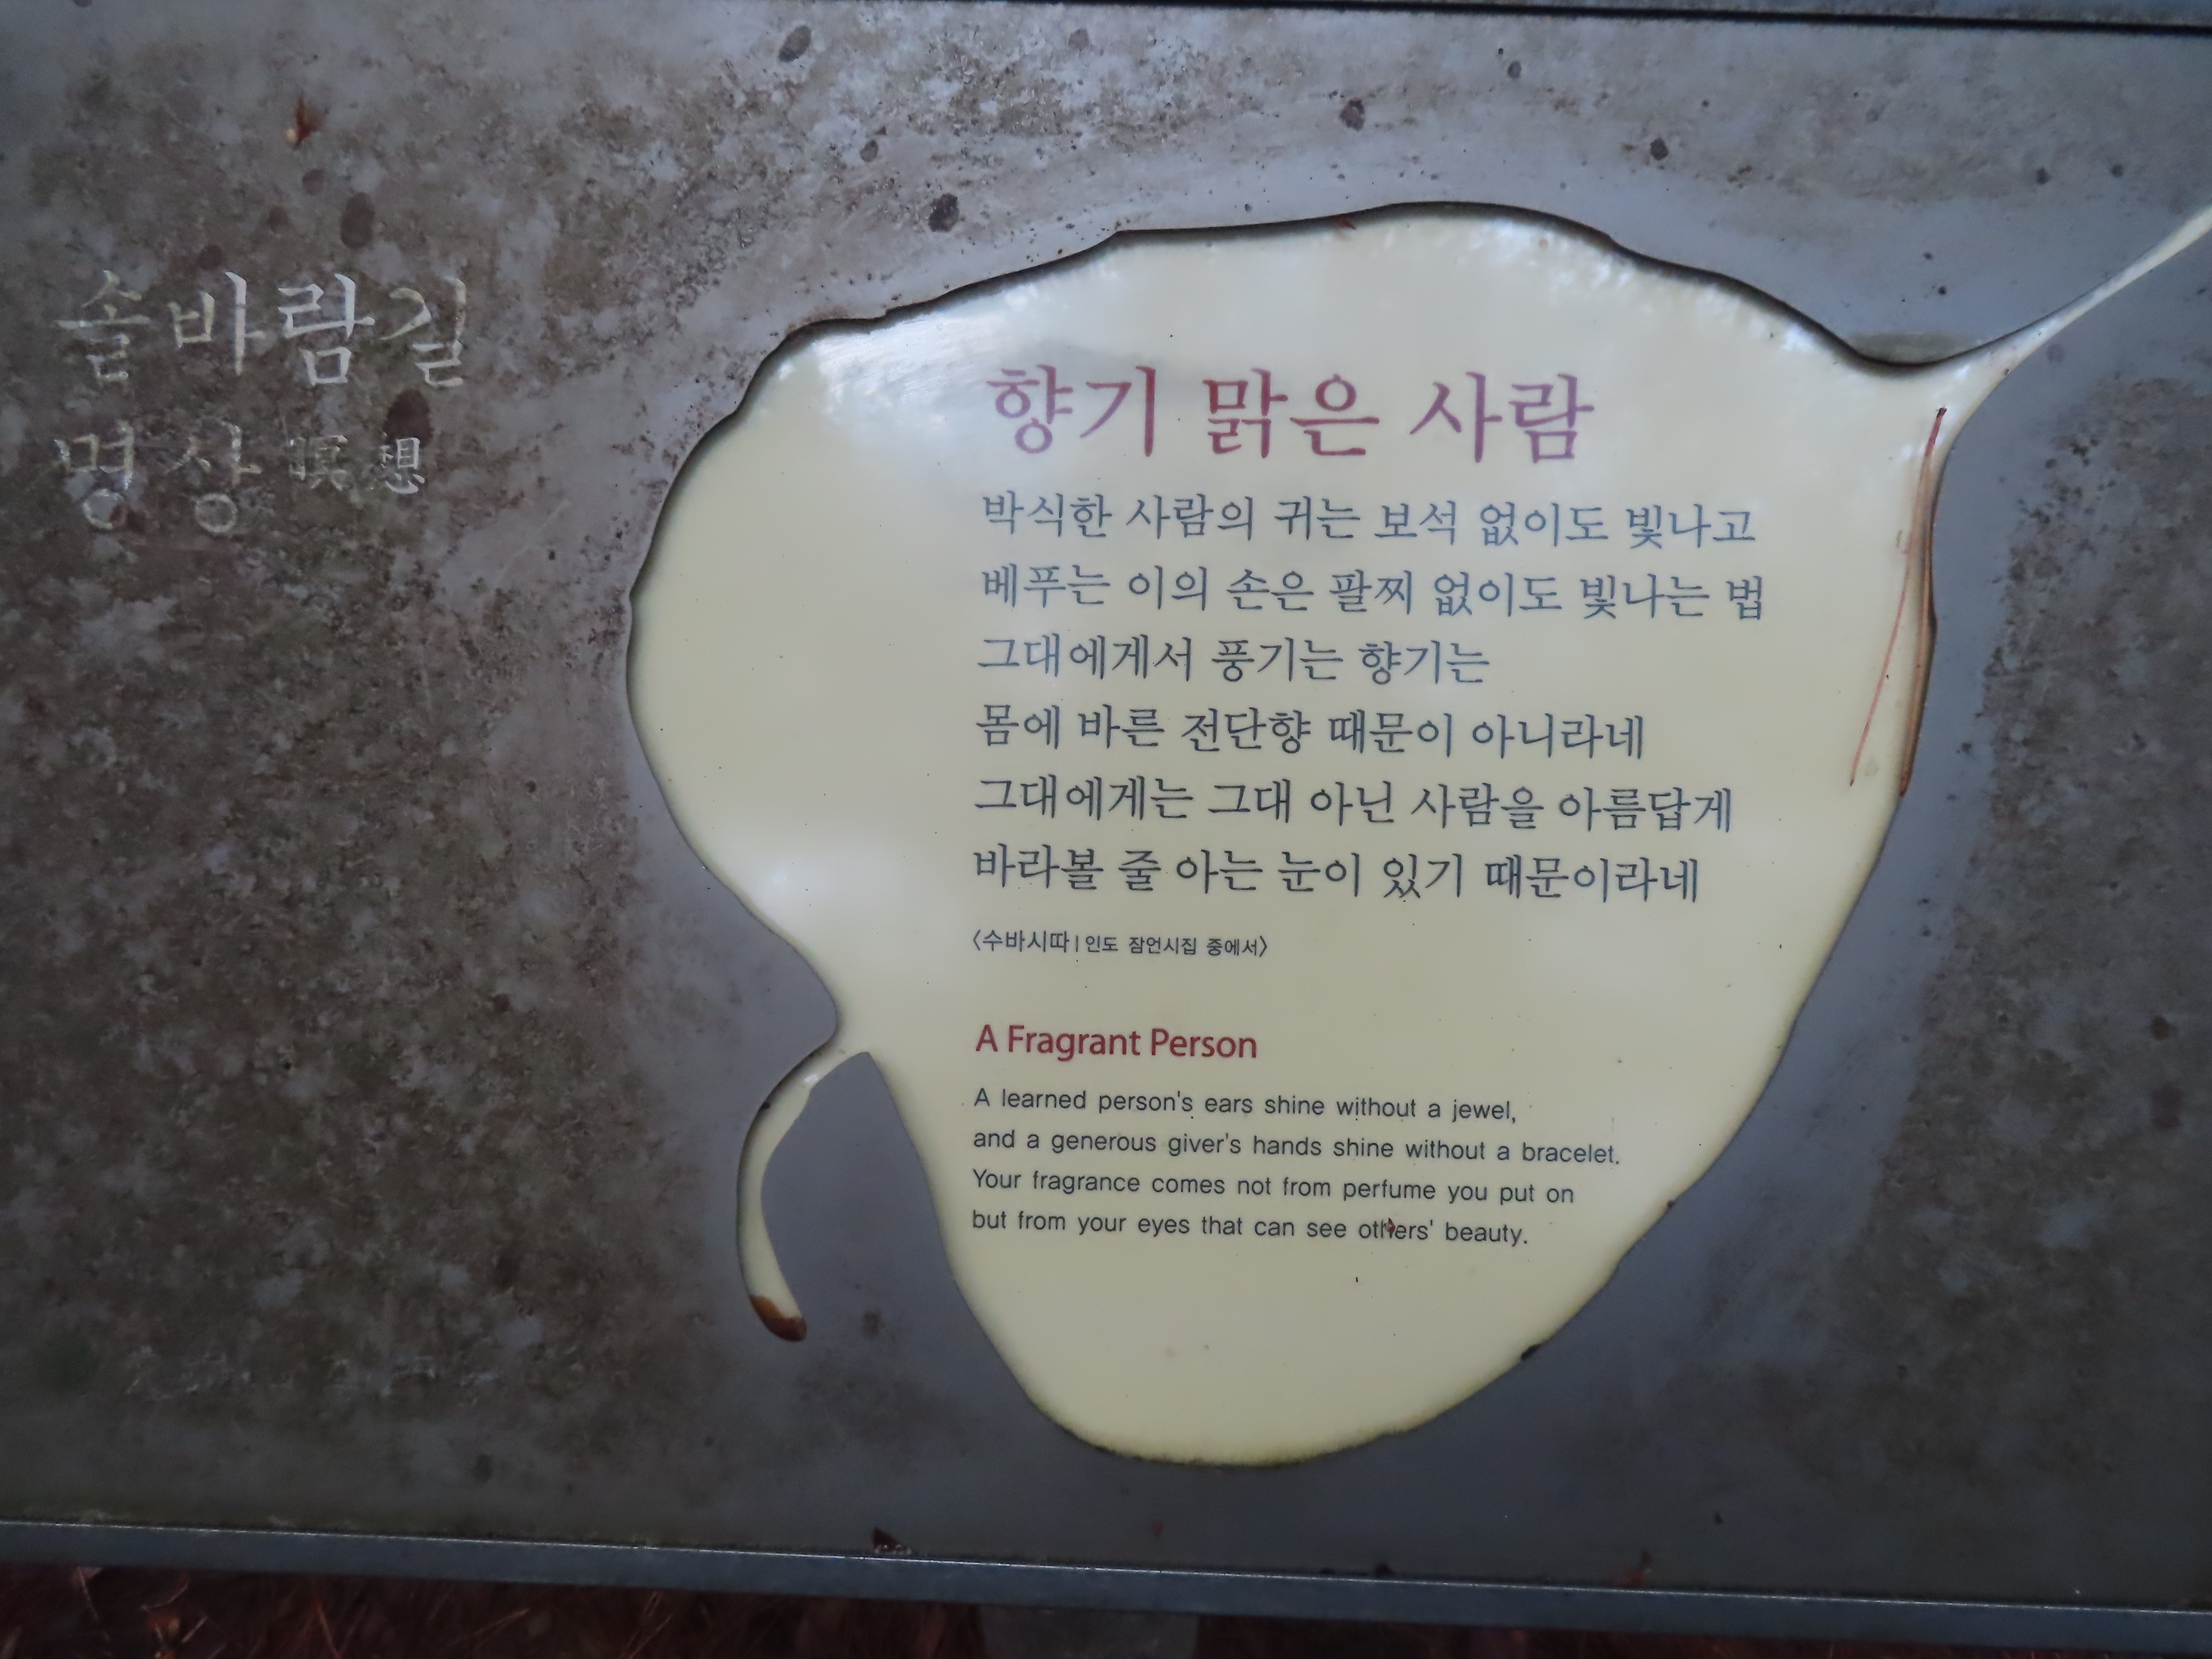 솔바람길
명상 瞑想
향기 맑은 사람
박식한 사람의 귀는 보석 없이도 빛나고
베푸는 이의 손은 팔찌 없이도 빛나는 법
그대에게서 풍기는 향기는
몸에 바른 전단향 때문이 아니라네
그대에게는 그대 아닌 사람을 아름답게
바라볼 줄 아는 눈이 있기 때문이라네
〈수바시따 | 인도 잠언시집 중에서〉
A Fragrant Person
A learned person's ears shine without a jewel,
and a generous giver's hands shine without a bracelet.
Your fragrance comes not from perfume you put on
but from your eyes that can see others' beauty.